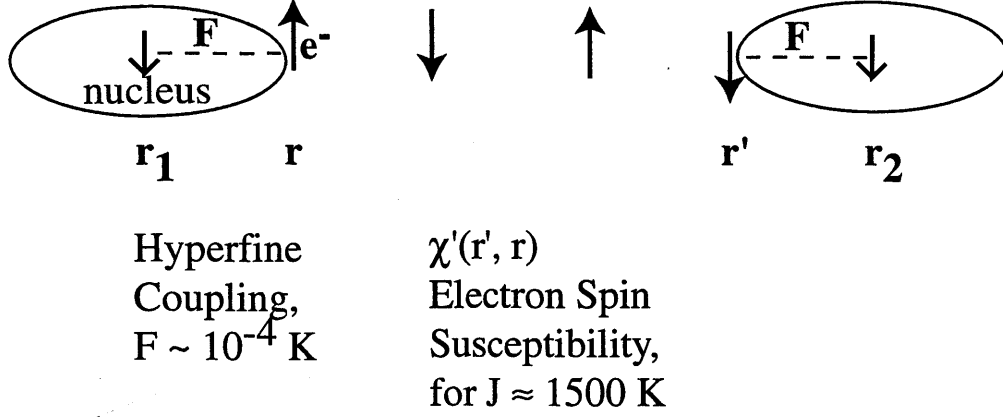 F e⁻ F
nucleus
r₁ r r' r₂
Hyperfine
Coupling,
F ~ 10⁻⁴ K
χ'(r', r)
Electron Spin
Susceptibility,
for J ≈ 1500 K